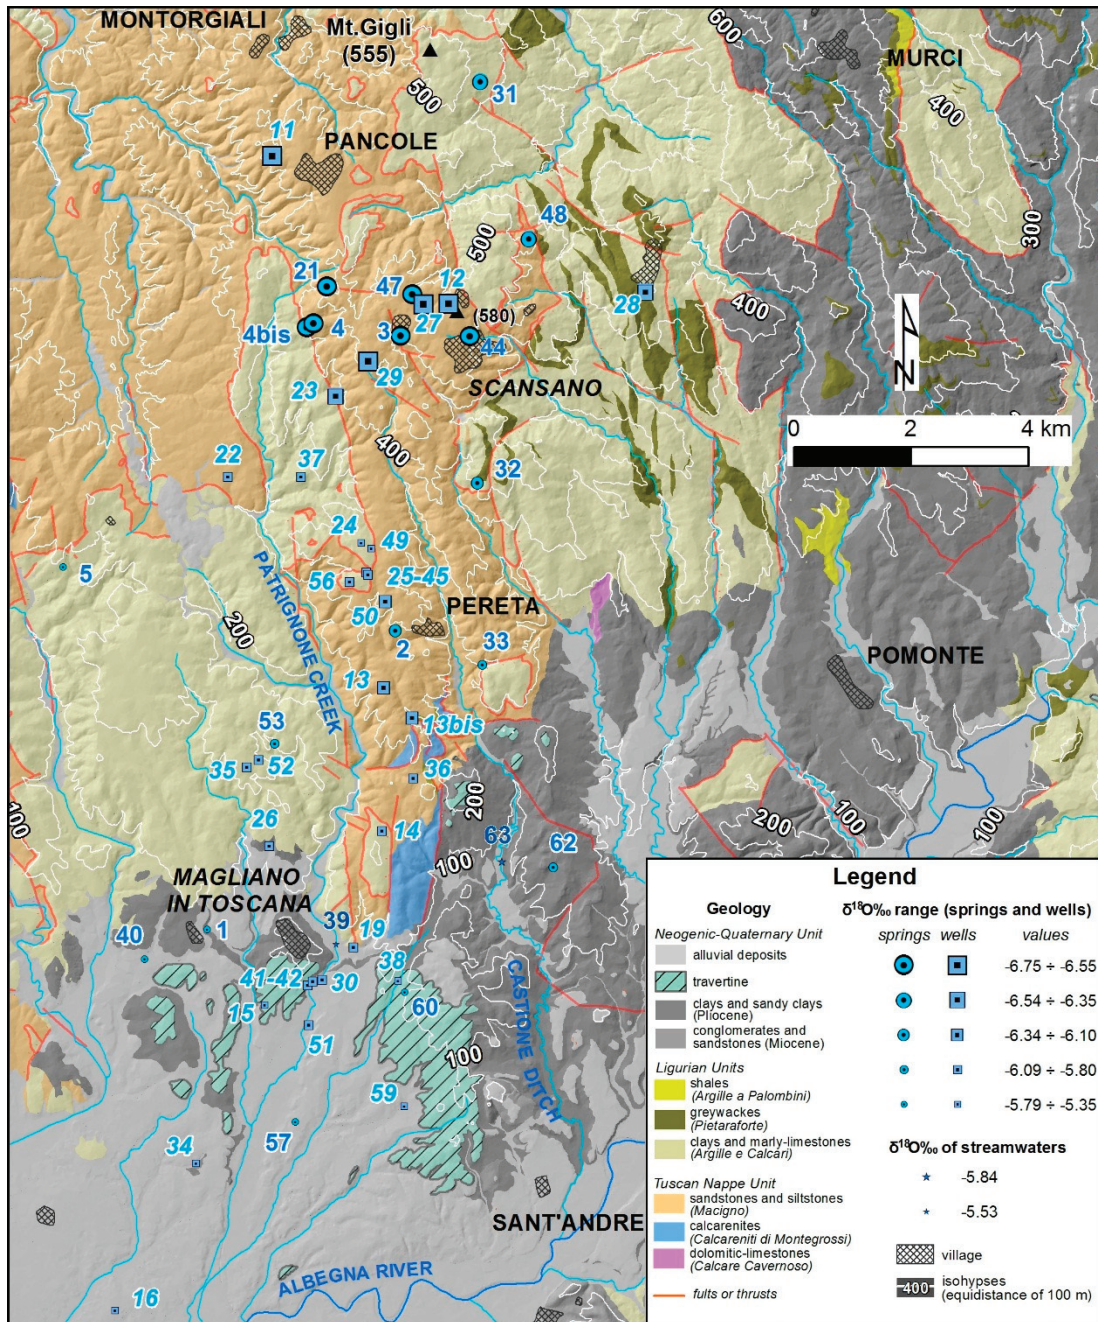 MONTORGIALI
Mt.Gigli
(555)
600
MURCI
500
31
400
11
PANCOLE
48
500
300
21
47
12
28
400
4bis
4
3
27
(580)
44
29
SCANSANO
23
0 2 4 km
N
400
22
37
32
24
49
5
56
25-45
50
PERETA
PATRIGNONE CREEK
200
2
33
POMONTE
13
13bis
53
35
52
36
200
100
26
14
100
63
62
200
100
100
MAGLIANO
IN TOSCANA
40
1
39
19
41-42
30
38
15
60
51
100
CASTIONE DITCH
59
57
34
SANT'ANDRE
ALBEGNA RIVER
16
Legend
Geology
Neogenic-Quaternary Unit
alluvial deposits
travertine
clays and sandy clays
(Pliocene)
conglomerates and
sandstones (Miocene)
Ligurian Units
shales
(Argille a Palombini)
greywackes
(Pietaraforte)
clays and marly-limestones
(Argille e Calcari)
Tuscan Nappe Unit
sandstones and siltstones
(Macigno)
calcarenites
(Calcareniti di Montegrossi)
dolomitic-limestones
(Calcare Cavernoso)
fults or thrusts
δ¹⁸O‰ range (springs and wells)
springs wells values
-6.75 ÷ -6.55
-6.54 ÷ -6.35
-6.34 ÷ -6.10
-6.09 ÷ -5.80
-5.79 ÷ -5.35
δ¹⁸O‰ of streamwaters
-5.84
-5.53
village
400 isohypses
(equidistance of 100 m)